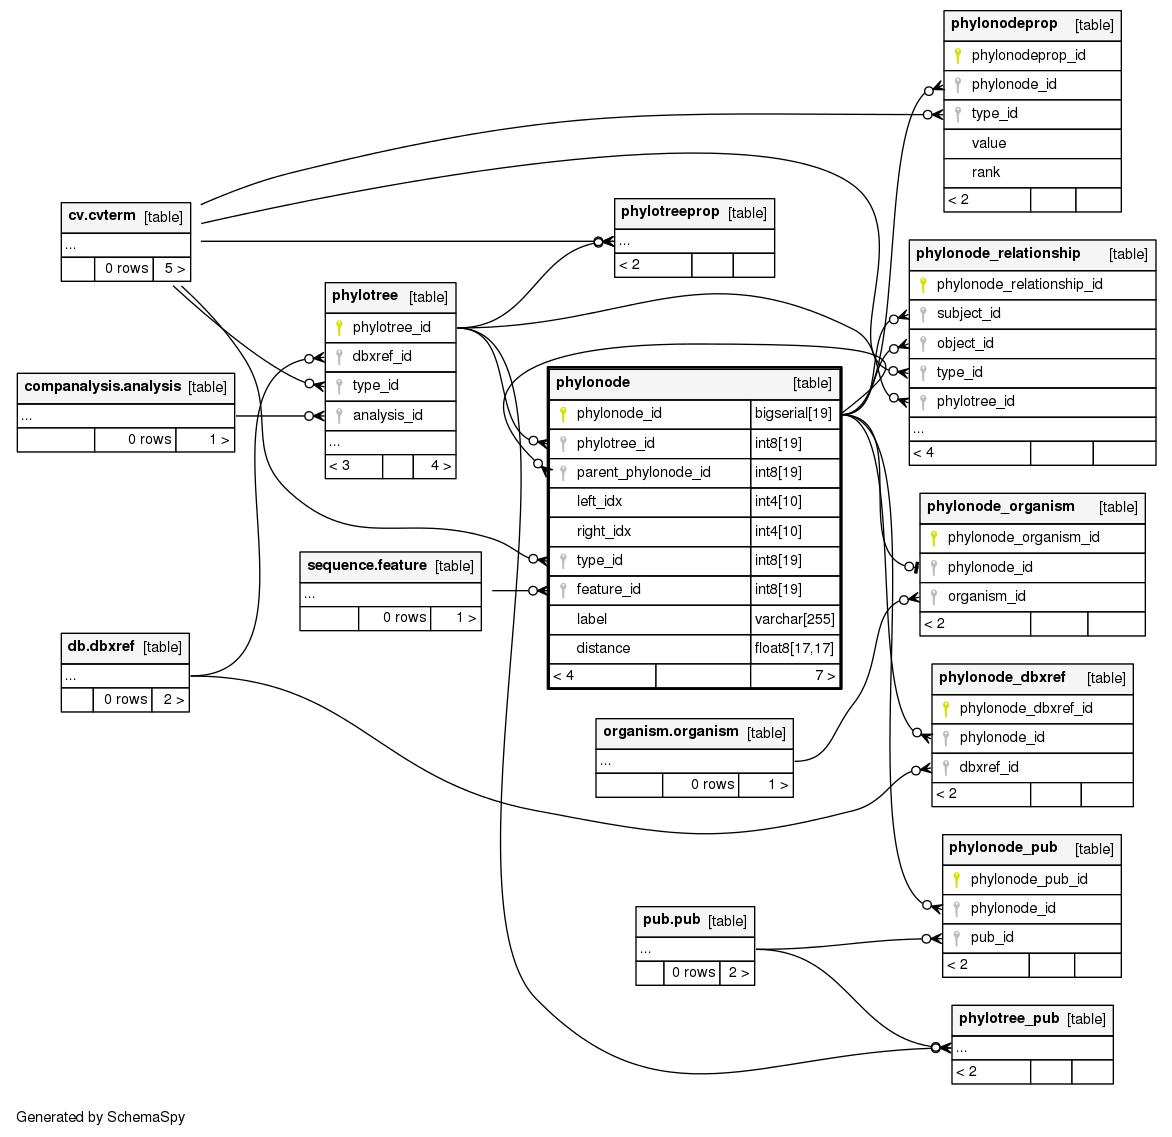 phylonodeprop [table]
phylonodeprop_id
phylonode_id
type_id
value
rank
< 2
cv.cvterm [table]
...
0 rows 5 >
phylotreeprop [table]
...
< 2
phylonode_relationship [table]
phylonode_relationship_id
subject_id
object_id
type_id
phylotree_id
...
< 4
phylotree [table]
phylotree_id
dbxref_id
type_id
analysis_id
...
< 3 4 >
companalysis.analysis [table]
...
0 rows 1 >
phylonode [table]
phylonode_id bigserial[19]
phylotree_id int8[19]
parent_phylonode_id int8[19]
left_idx int4[10]
right_idx int4[10]
type_id int8[19]
feature_id int8[19]
label varchar[255]
distance float8[17,17]
< 4 7 >
phylonode_organism [table]
phylonode_organism_id
phylonode_id
organism_id
< 2
sequence.feature [table]
...
0 rows 1 >
db.dbxref [table]
...
0 rows 2 >
phylonode_dbxref [table]
phylonode_dbxref_id
phylonode_id
dbxref_id
< 2
organism.organism [table]
...
0 rows 1 >
phylonode_pub [table]
phylonode_pub_id
phylonode_id
pub_id
< 2
pub.pub [table]
...
0 rows 2 >
phylotree_pub [table]
...
< 2
Generated by SchemaSpy